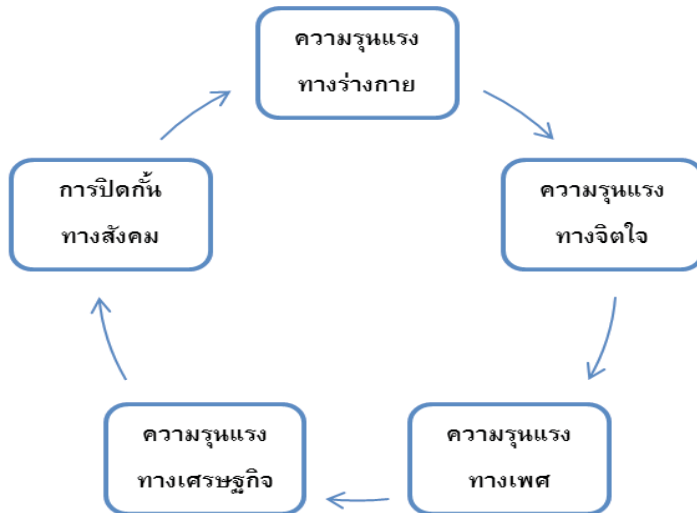 ความรุนแรง
ทางร่างกาย
ความรุนแรง
ทางจิตใจ
ความรุนแรง
ทางเพศ
ความรุนแรง
ทางเศรษฐกิจ
การปิดกั้น
ทางสังคม